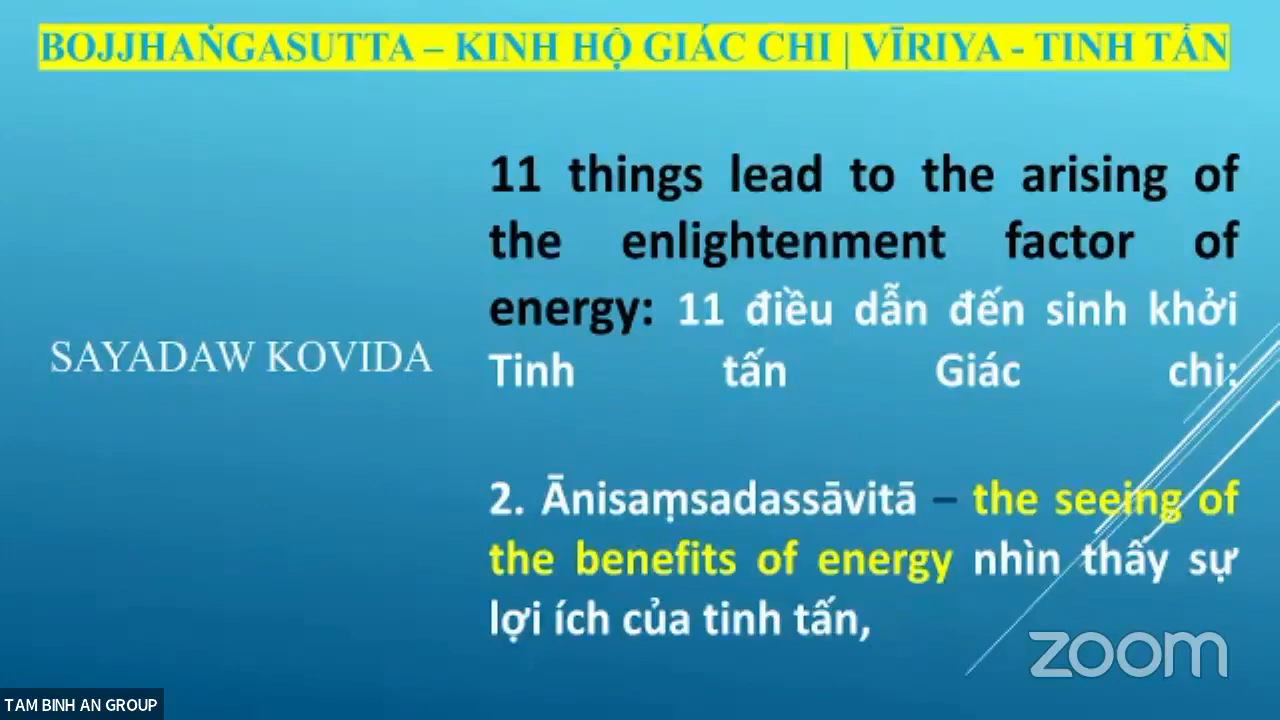 BOJJHAṄGASUTTA – KINH HỘ GIÁC CHI | VĪRIYA - TINH TẤN
11 things lead to the arising of
the enlightenment factor of
energy: 11 điều dẫn đến sinh khởi
Tinh tấn Giác chi:
SAYADAW KOVIDA
2. Ānisaṃsadassāvitā – the seeing of
the benefits of energy nhìn thấy sự
lợi ích của tinh tấn,
zoom
TAM BINH AN GROUP